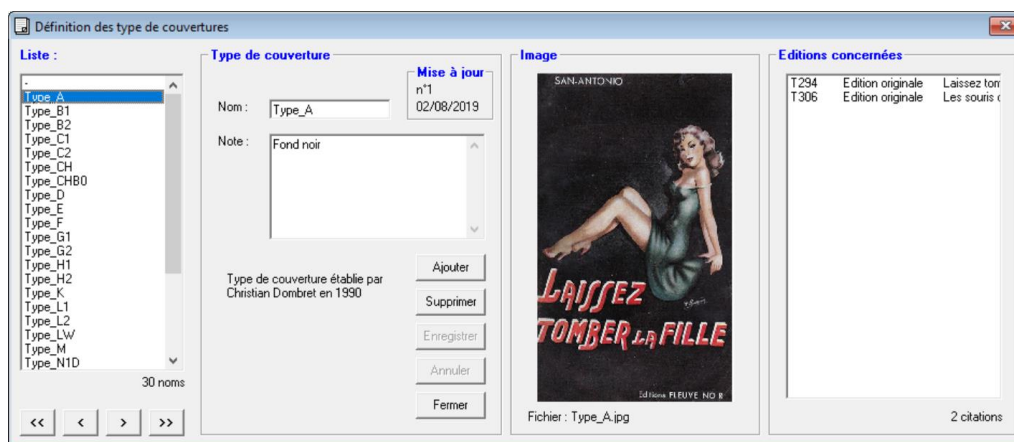 Définition des type de couvertures
Liste :
-
Type_A
Type_B1
Type_B2
Type_C1
Type_C2
Type_CH
Type_CHB0
Type_D
Type_E
Type_F
Type_G1
Type_G2
Type_H1
Type_H2
Type_K
Type_L1
Type_L2
Type_LW
Type_M
Type_N1D
30 noms
<< < > >>
Type de couverture
Mise à jour
n°1
02/08/2019
Nom : Type_A
Note : Fond noir
Type de couverture établie par
Christian Dombret en 1990
Ajouter
Supprimer
Enregistrer
Annuler
Fermer
Image
SAN-ANTONIO
LAISSEZ
TOMBER LA FILLE
Editions FLEUVE NOIR
Fichier : Type_A.jpg
Editions concernées
T294 Edition originale Laissez tom
T306 Edition originale Les souris
2 citations